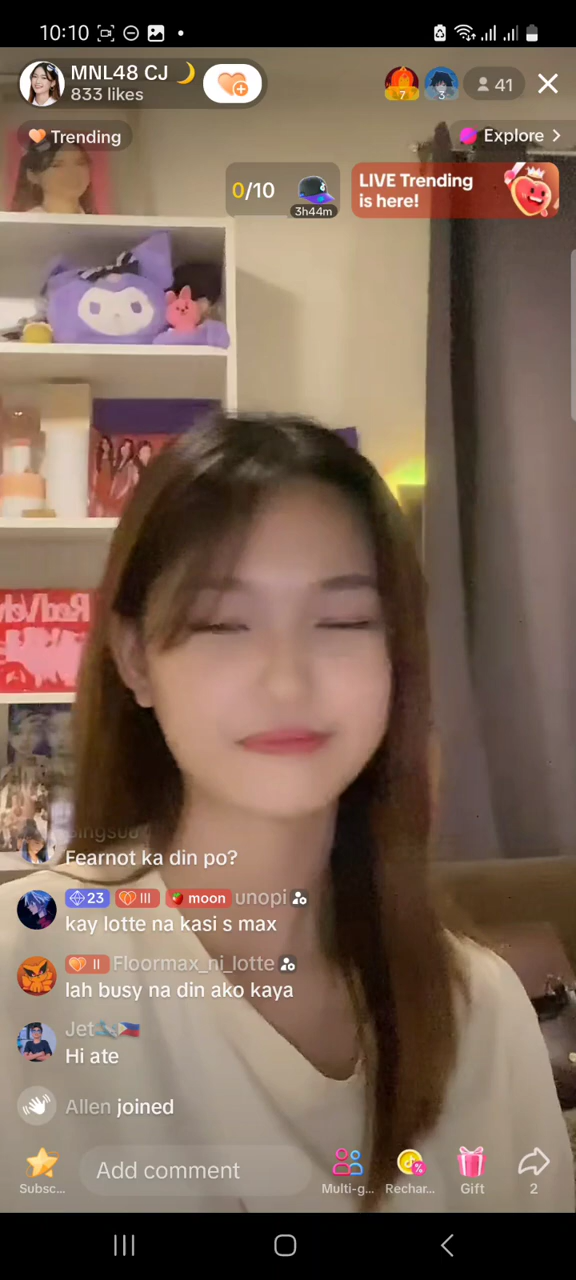 10:10
MNL48 CJ 🌙
833 likes
7
3
41
Trending
Explore >
0/10
3h44m
LIVE Trending
is here!
Fearnot ka din po?
23 III moon unopi
kay lotte na kasi s max
II Floormax_ni_lotte
lah busy na din ako kaya
Jet
Hi ate
Allen joined
Add comment
Subsc...
Multi-g...
Rechar...
Gift
2